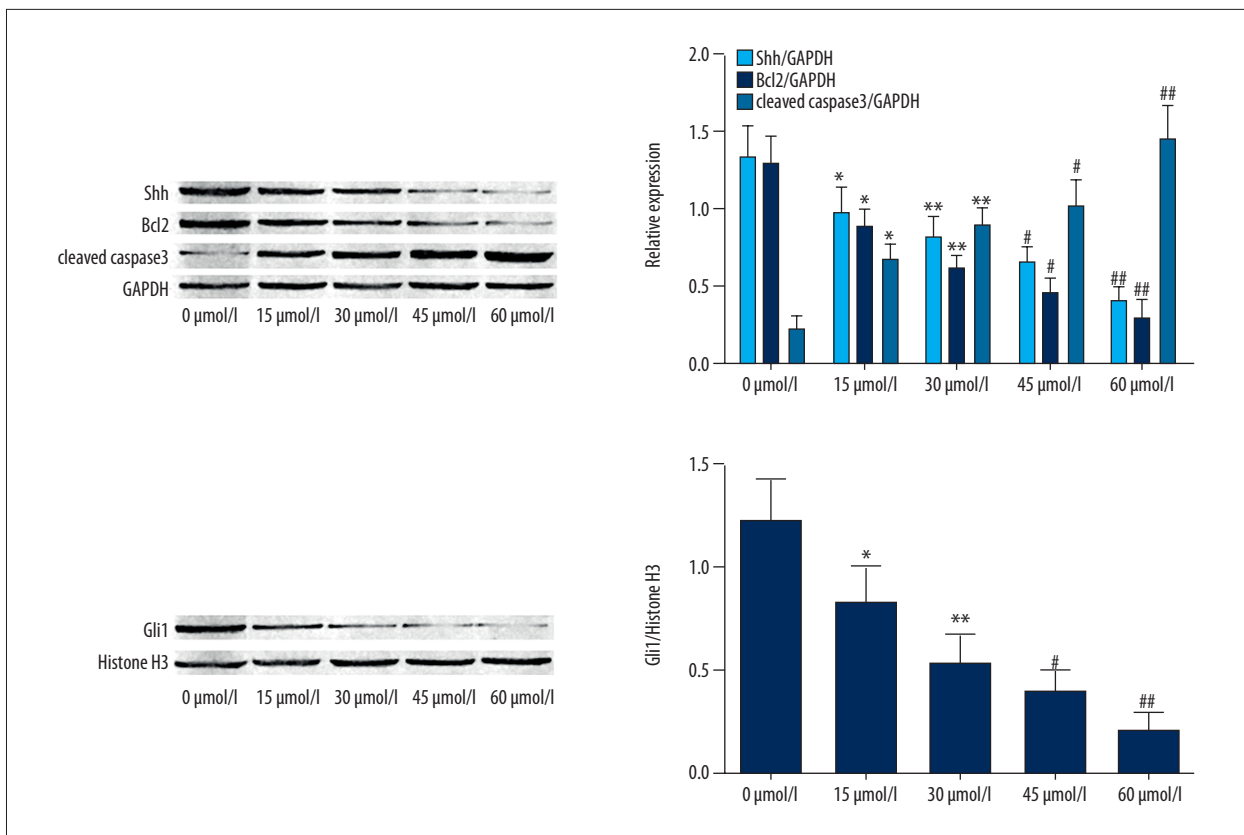 Shh
Bcl2
cleaved caspase3
GAPDH
0 µmol/l 15 µmol/l 30 µmol/l 45 µmol/l 60 µmol/l
2.0
1.5
1.0
0.5
0.0
Relative expression
Shh/GAPDH
Bcl2/GAPDH
cleaved caspase3/GAPDH
* * *
** ** **
# # #
## ## ##
0 µmol/l 15 µmol/l 30 µmol/l 45 µmol/l 60 µmol/l
Gli1
Histone H3
0 µmol/l 15 µmol/l 30 µmol/l 45 µmol/l 60 µmol/l
1.5
1.0
0.5
0.0
Gli1/Histone H3
*
**
#
##
0 µmol/l 15 µmol/l 30 µmol/l 45 µmol/l 60 µmol/l